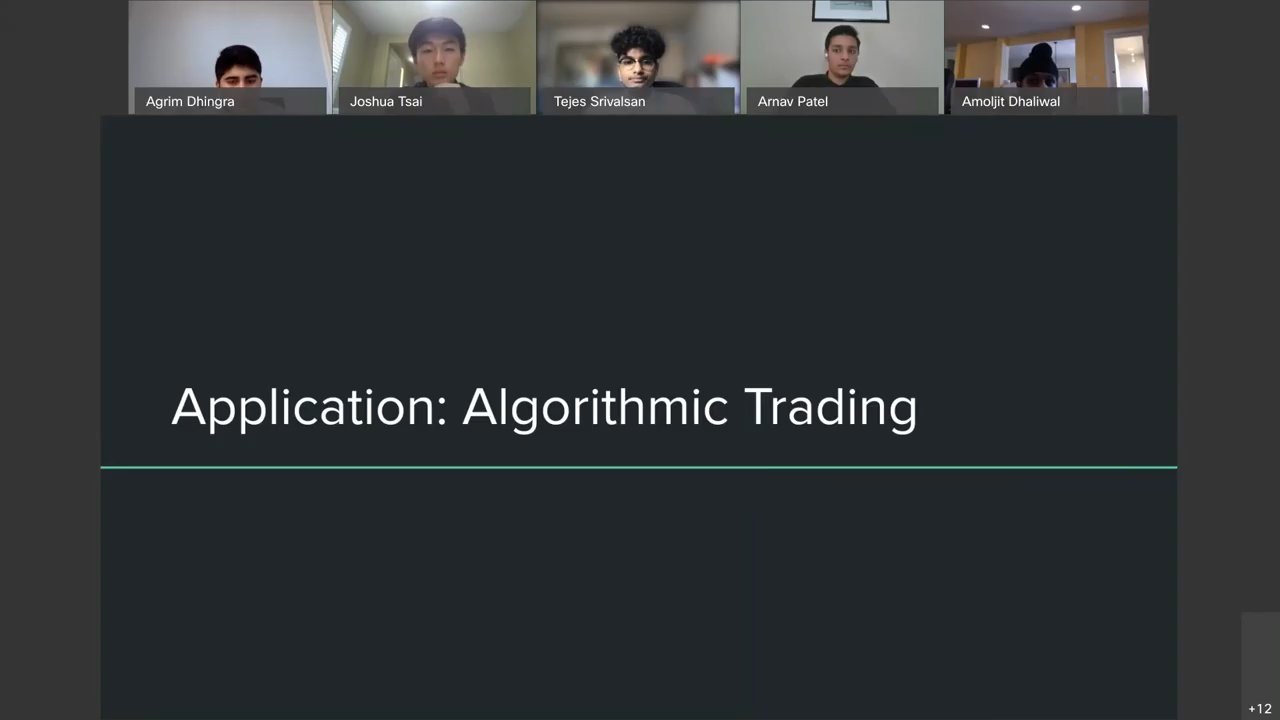 Agrim Dhingra
Joshua Tsai
Tejes Srivalsan
Arnav Patel
Amoljit Dhaliwal
Application: Algorithmic Trading
+12